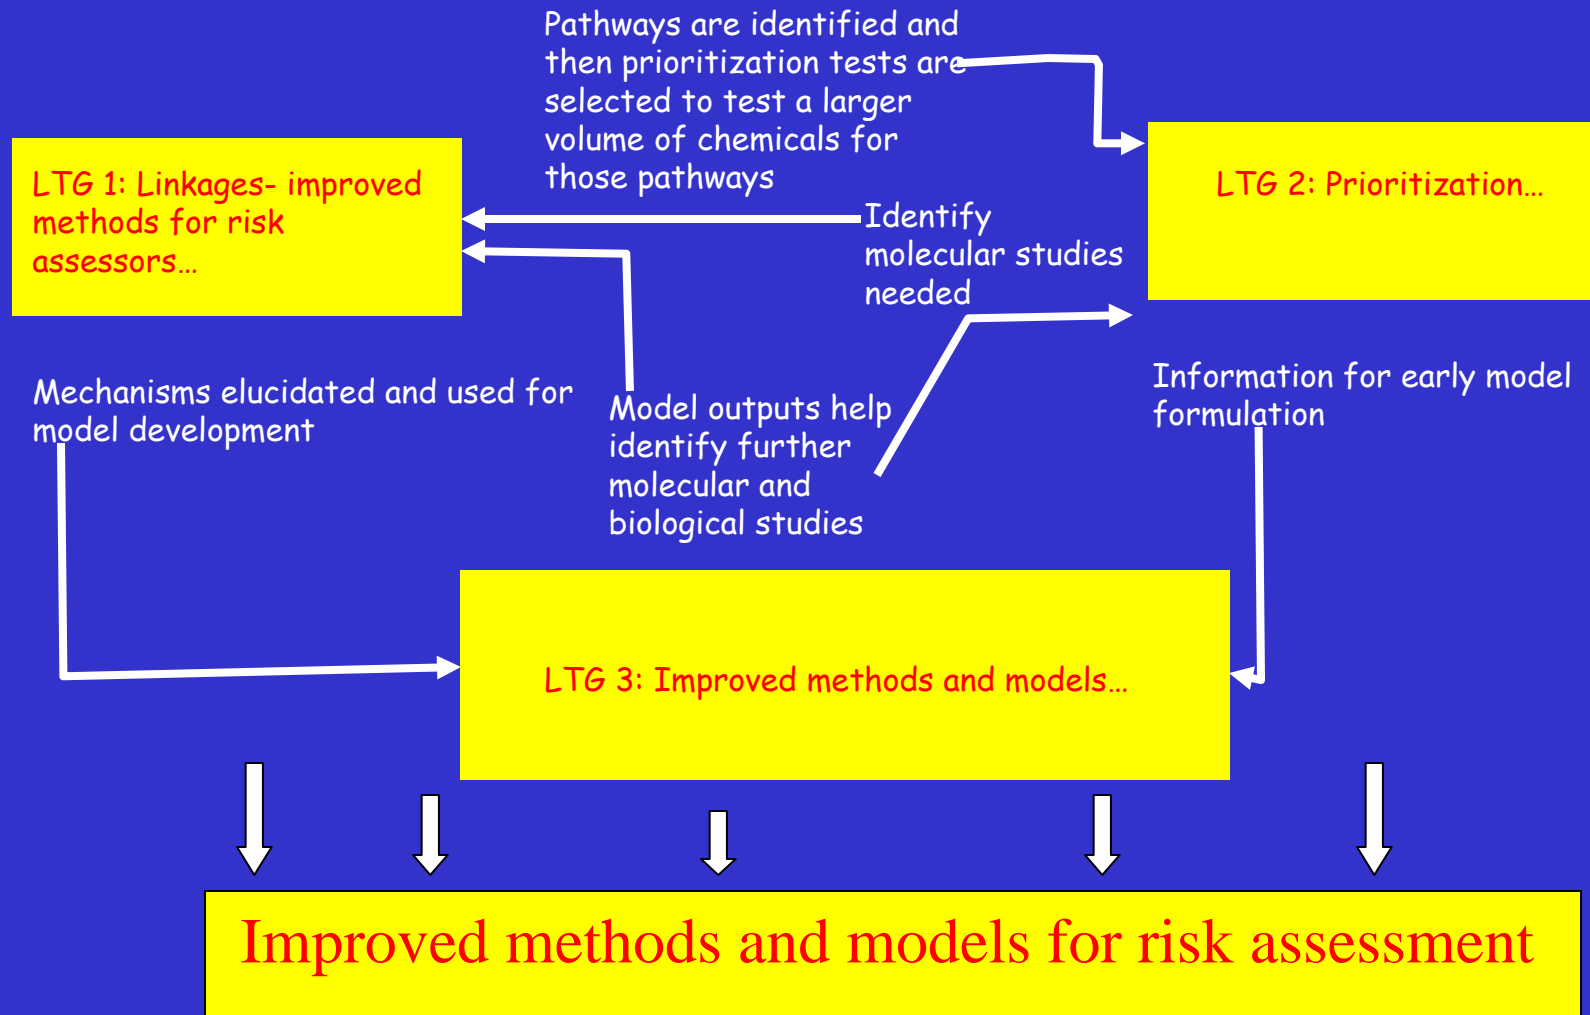 Pathways are identified and
then prioritization tests are
selected to test a larger
volume of chemicals for
those pathways
LTG 1: Linkages- improved
methods for risk
assessors…
LTG 2: Prioritization…
Identify
molecular studies
needed
Mechanisms elucidated and used for
model development
Model outputs help
identify further
molecular and
biological studies
Information for early model
formulation
LTG 3: Improved methods and models…
Improved methods and models for risk assessment